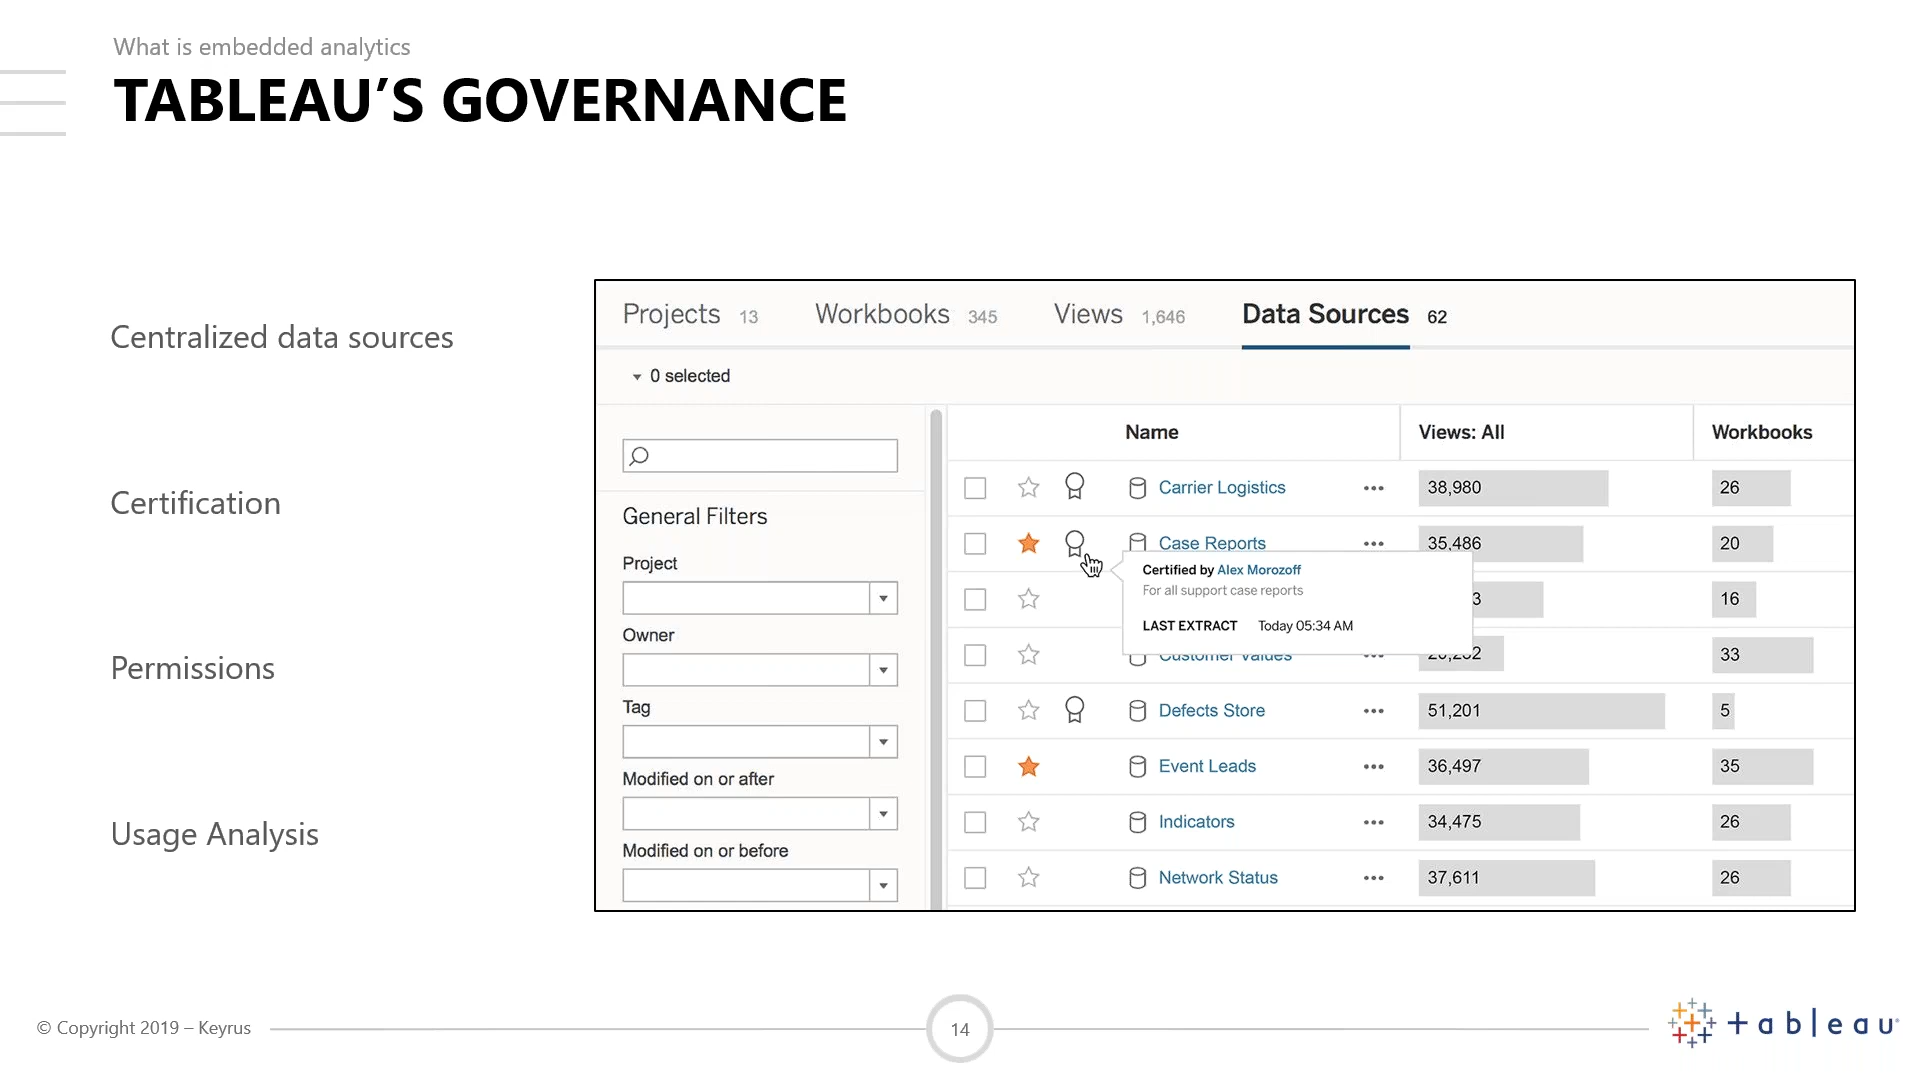 What is embedded analytics
TABLEAU’S GOVERNANCE
Centralized data sources
Certification
Permissions
Usage Analysis
Projects 13 Workbooks 345 Views 1,646 Data Sources 62
0 selected
General Filters
Project
Owner
Tag
Modified on or after
Modified on or before
Name Views: All Workbooks
Carrier Logistics 38,980 26
Case Reports 35,486 20
Certified by Alex Morozoff
For all support case reports
LAST EXTRACT Today 05:34 AM
3 16
Customer Values 33
Defects Store 51,201 5
Event Leads 36,497 35
Indicators 34,475 26
Network Status 37,611 26
© Copyright 2019 – Keyrus
14
+ableau